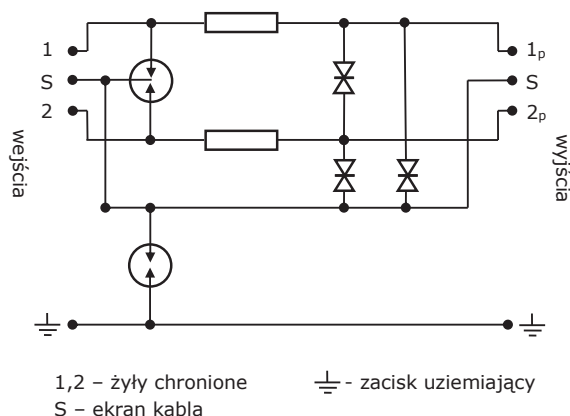 1
S
2
wejścia
1p
S
2p
wyjścia
1,2 – żyły chronione
S – ekran kabla
- zacisk uziemiający